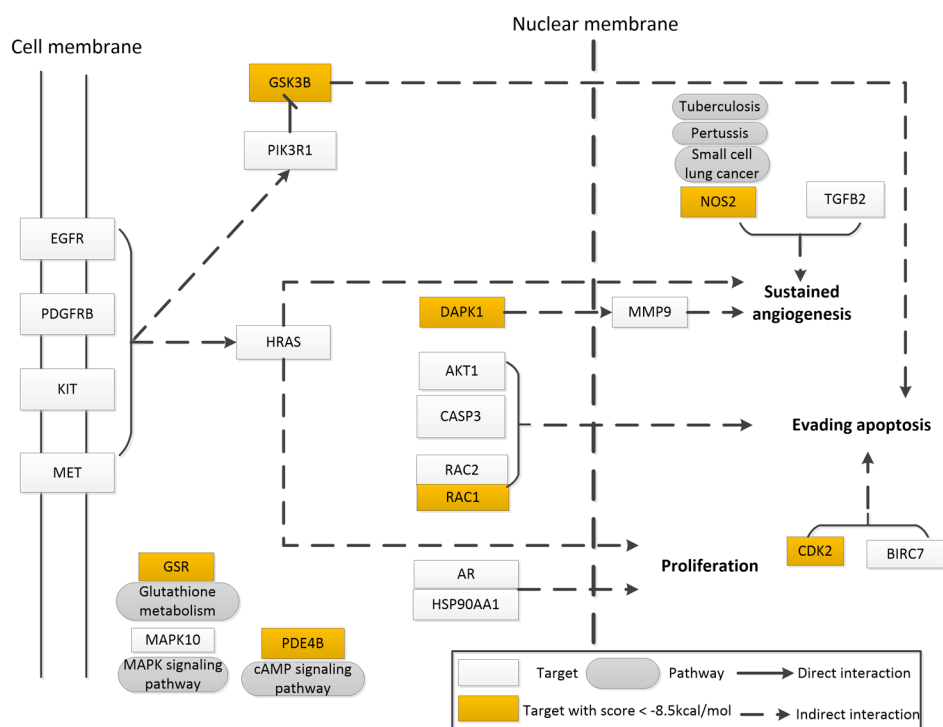 Nuclear membrane
Cell membrane
GSK3B
Tuberculosis
PIK3R1
Pertussis
Small cell
lung cancer
NOS2
TGFB2
EGFR
PDGFRB
Sustained
angiogenesis
DAPK1
MMP9
HRAS
AKT1
KIT
CASP3
Evading apoptosis
MET
RAC2
RAC1
CDK2
BIRC7
GSR
Proliferation
AR
Glutathione
metabolism
HSP90AA1
MAPK10
PDE4B
MAPK signaling
pathway
cAMP signaling
pathway
Target
Pathway
Direct interaction
Target with score < -8.5kcal/mol
Indirect interaction